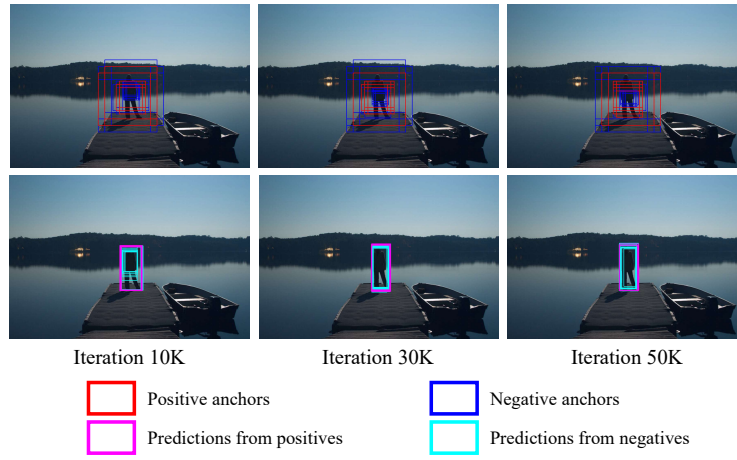 Iteration 10K
Iteration 30K
Iteration 50K
Positive anchors
Negative anchors
Predictions from positives
Predictions from negatives